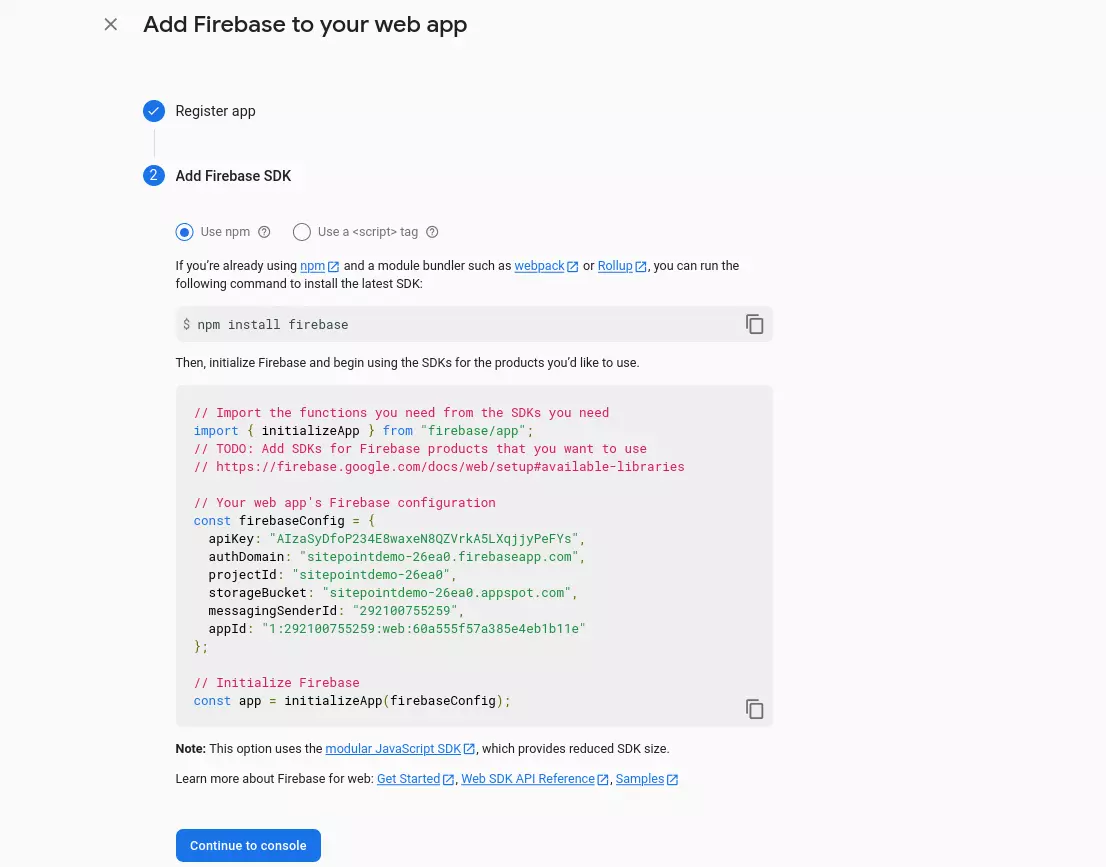 Add Firebase to your web app
Register app
2 Add Firebase SDK
Use npm Use a <script> tag
If you’re already using npm and a module bundler such as webpack or Rollup, you can run the
following command to install the latest SDK:
$ npm install firebase
Then, initialize Firebase and begin using the SDKs for the products you’d like to use.
// Import the functions you need from the SDKs you need
import { initializeApp } from "firebase/app";
// TODO: Add SDKs for Firebase products that you want to use
// https://firebase.google.com/docs/web/setup#available-libraries
// Your web app's Firebase configuration
const firebaseConfig = {
apiKey: "AIzaSyDfoP234E8waxeN8QZVrkA5LXqjjyPeFYs",
authDomain: "sitepointdemo-26ea0.firebaseapp.com",
projectId: "sitepointdemo-26ea0",
storageBucket: "sitepointdemo-26ea0.appspot.com",
messagingSenderId: "292100755259",
appId: "1:292100755259:web:60a555f57a385e4eb1b11e"
};
// Initialize Firebase
const app = initializeApp(firebaseConfig);
Note: This option uses the modular JavaScript SDK, which provides reduced SDK size.
Learn more about Firebase for web: Get Started, Web SDK API Reference, Samples
Continue to console